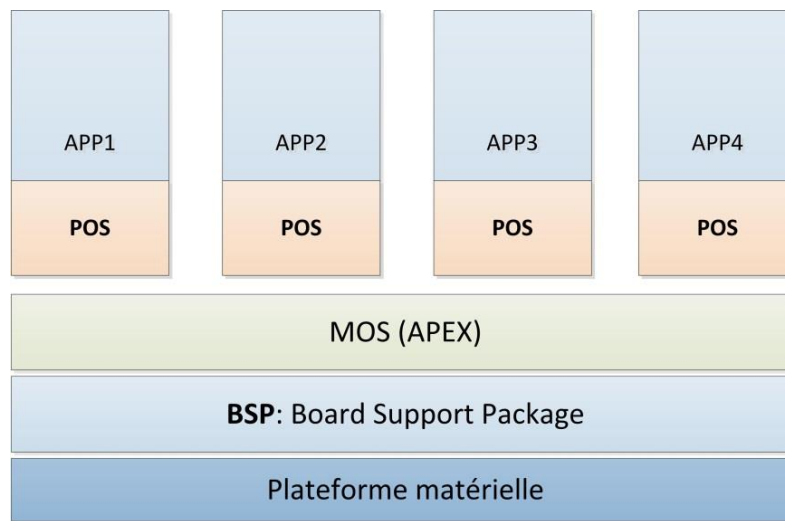 APP1
APP2
APP3
APP4
POS
POS
POS
POS
MOS (APEX)
BSP: Board Support Package
Plateforme matérielle